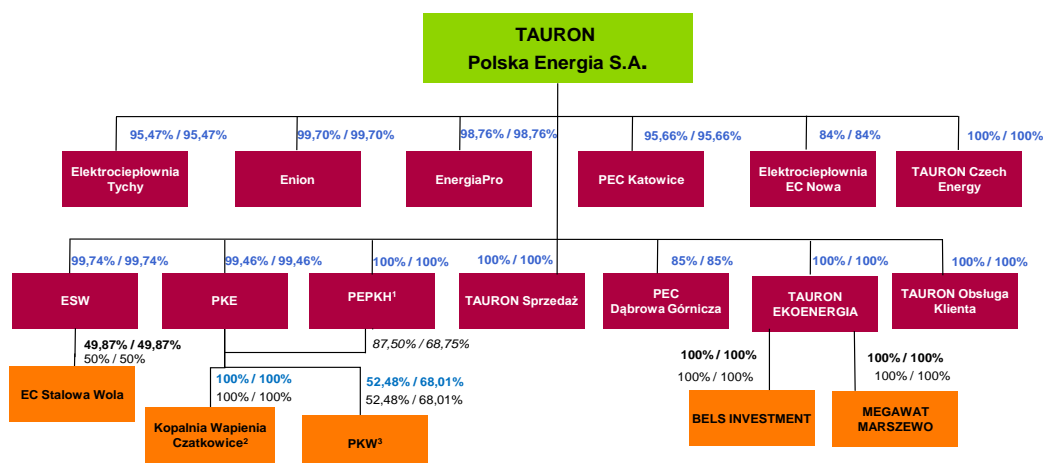 TAURON
Polska Energia S.A.
95,47% / 95,47%
99,70% / 99,70%
98,76% / 98,76%
95,66% / 95,66%
84% / 84%
100% / 100%
Elektrociepłownia
Tychy
Enion
EnergiaPro
PEC Katowice
Elektrociepłownia
EC Nowa
TAURON Czech
Energy
99,74% / 99,74%
99,46% / 99,46%
100% / 100%
100% / 100%
85% / 85%
100% / 100%
100% / 100%
ESW
PKE
PEPKH¹
TAURON Sprzedaż
PEC
Dąbrowa Górnicza
TAURON
EKOENERGIA
TAURON Obsługa
Klienta
49,87% / 49,87%
50% / 50%
87,50% / 68,75%
100% / 100%
100% / 100%
100% / 100%
100% / 100%
100% / 100%
100% / 100%
52,48% / 68,01%
52,48% / 68,01%
EC Stalowa Wola
Kopalnia Wapienia
Czatkowice²
PKW³
BELS INVESTMENT
MEGAWAT
MARSZEWO